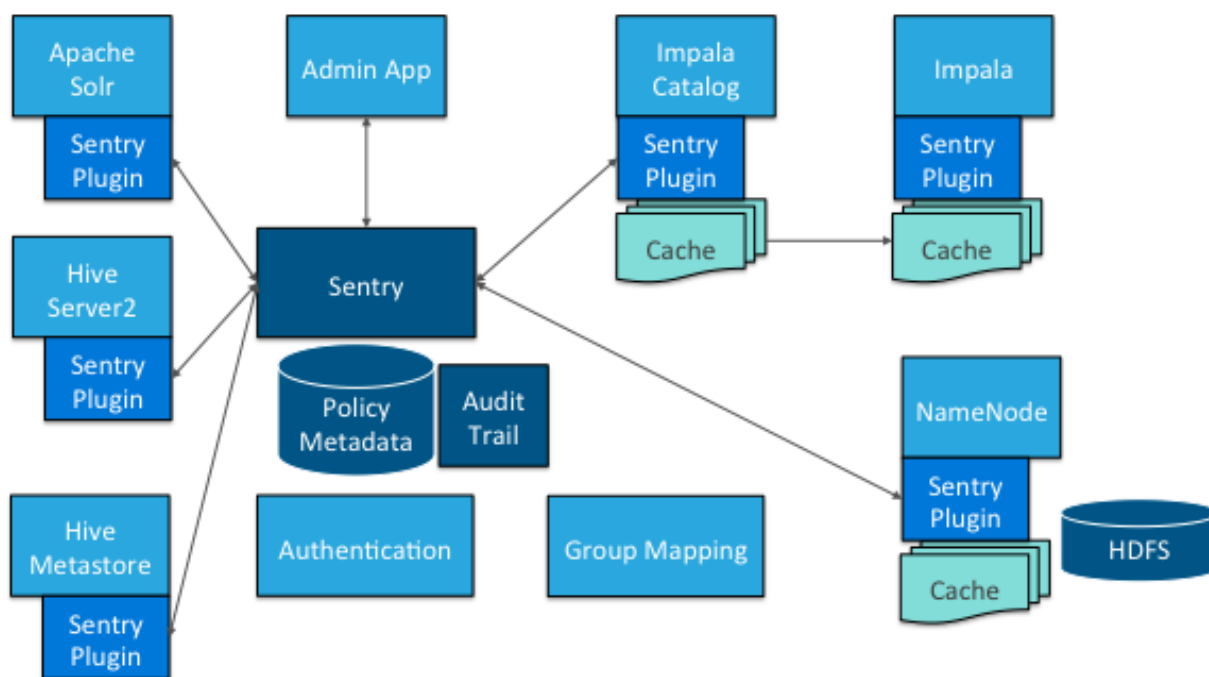 Apache
Solr
Sentry
Plugin
Admin App
Impala
Catalog
Sentry
Plugin
Cache
Impala
Sentry
Plugin
Cache
Hive
Server2
Sentry
Plugin
Sentry
Policy
Metadata
Audit
Trail
NameNode
Sentry
Plugin
Cache
HDFS
Hive
Metastore
Sentry
Plugin
Authentication
Group Mapping